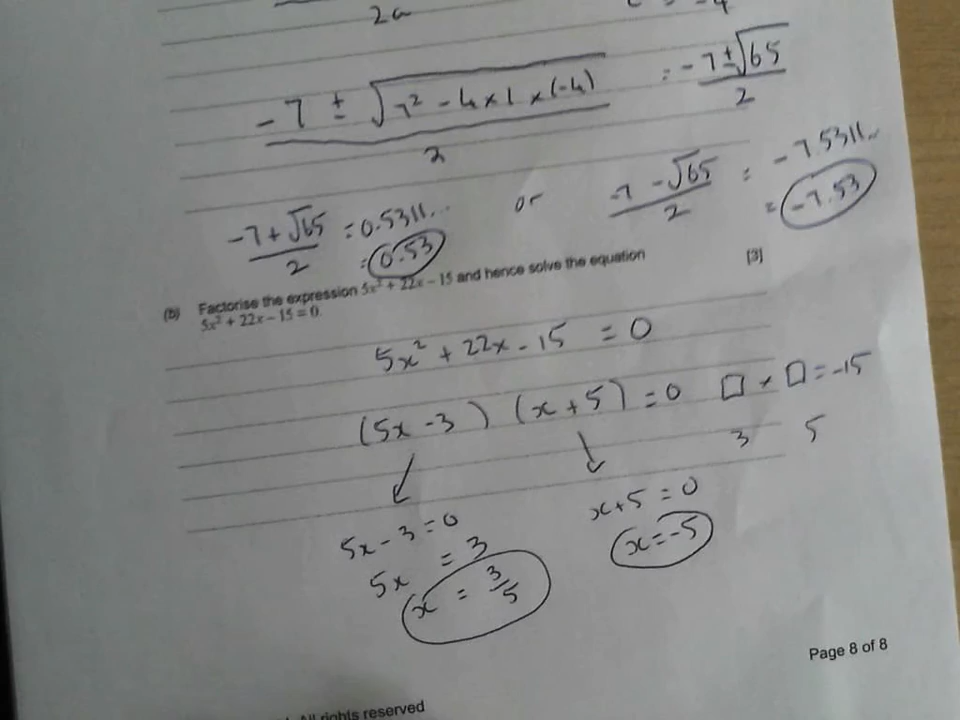 2a
-7 ± √7² - 4 × 1 × (-4) = -7 ± √65
2 2
-7 + √65 = 0.5311... or -7 - √65 = -7.5311...
2 = 0.53 2 = -7.53
(b) Factorise the expression 5x² + 22x – 15 and hence solve the equation [3]
5x² + 22x – 15 = 0.
5x² + 22x - 15 = 0
(5x - 3) (x + 5) = 0 □ × □ = -15
3 5
5x - 3 = 0 x + 5 = 0
5x = 3 x = -5
x = 3/5
Page 8 of 8
All rights reserved